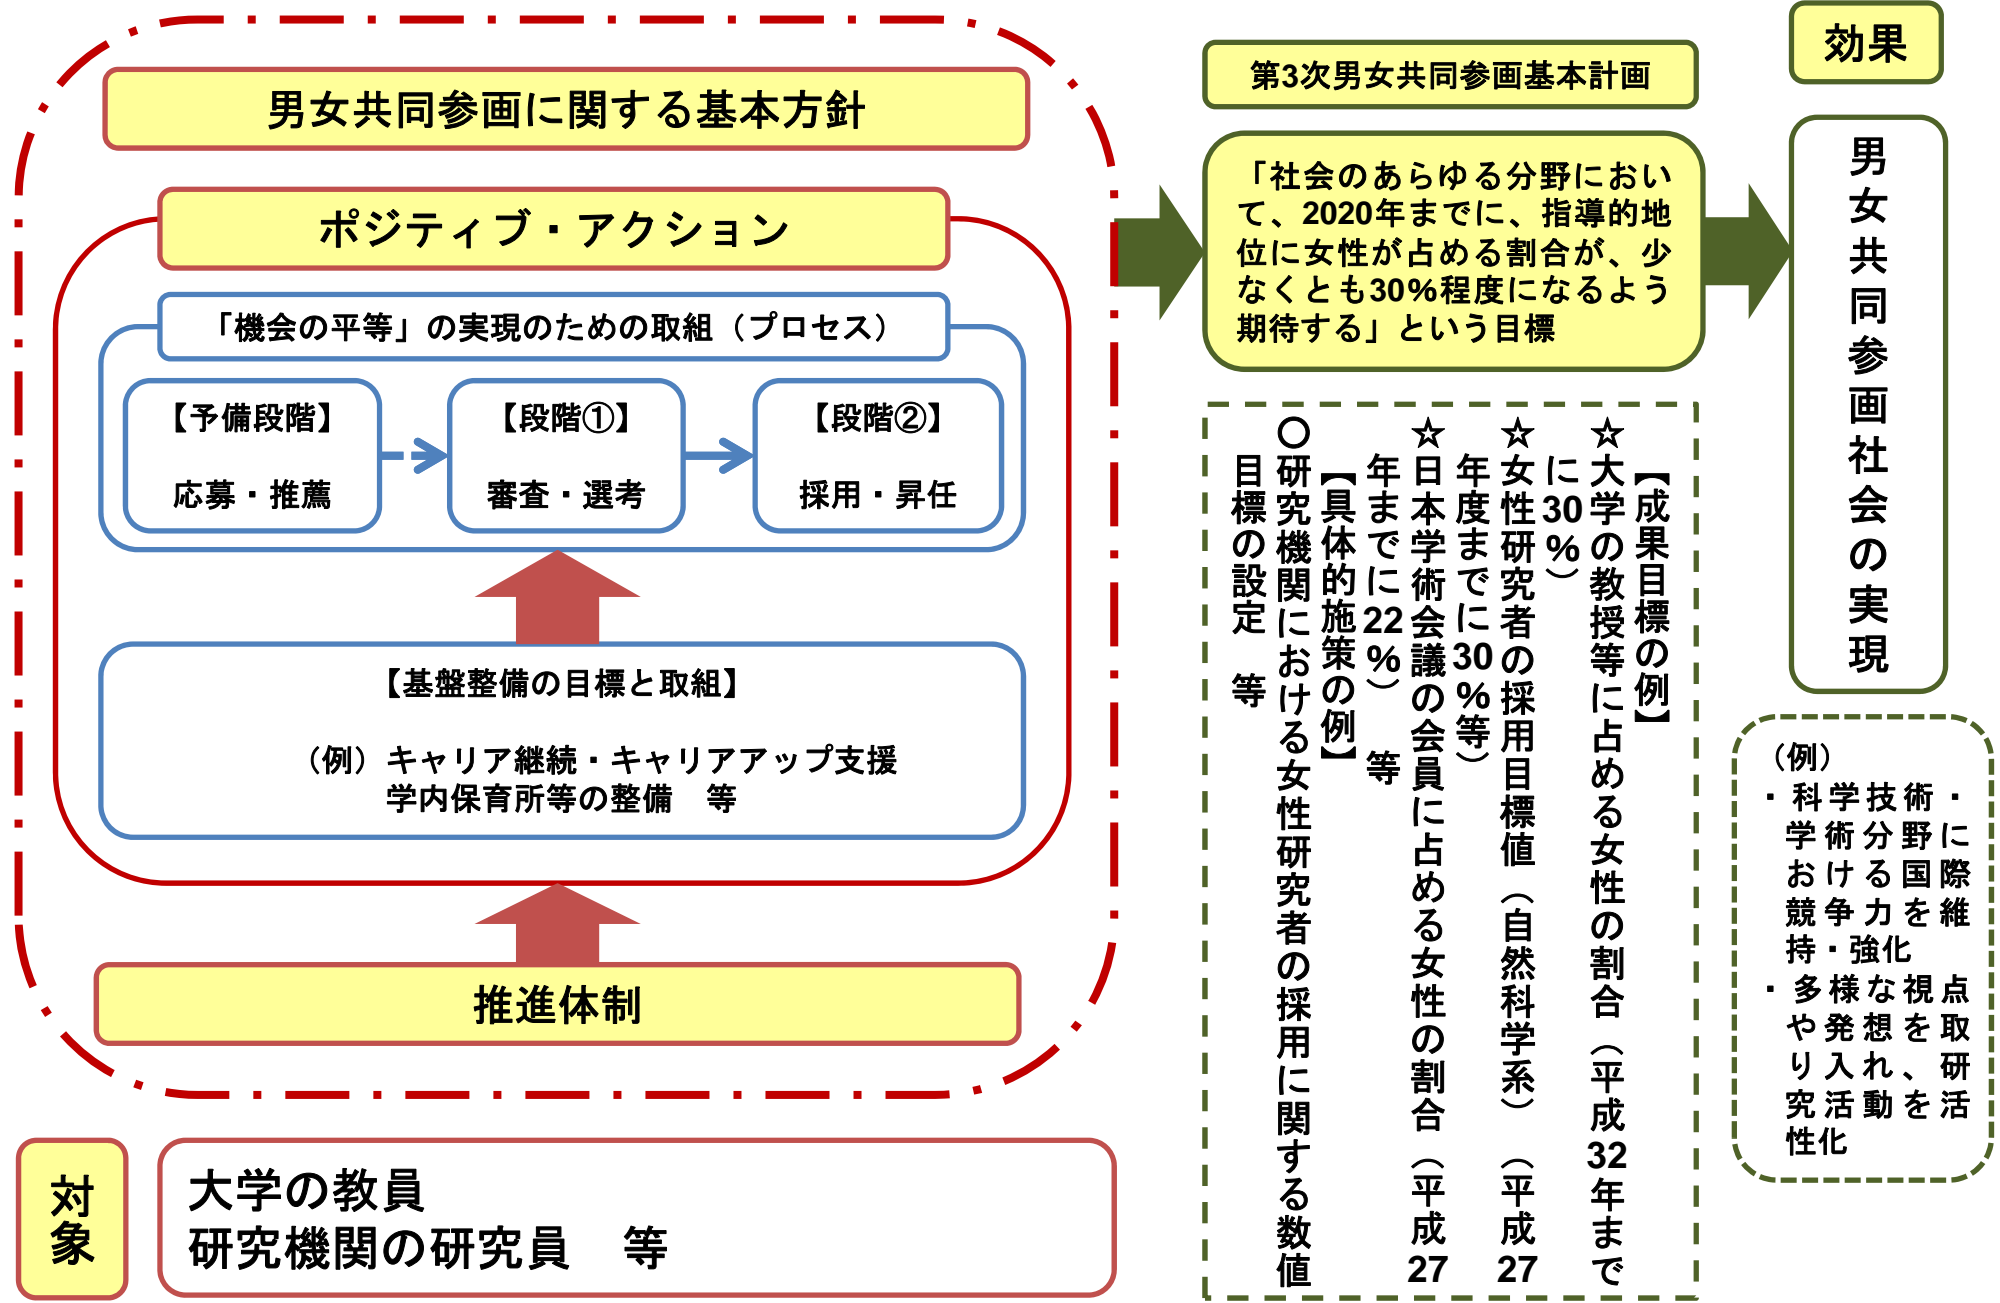 男女共同参画に関する基本方針
ポジティブ・アクション
「機会の平等」の実現のための取組（プロセス）
【予備段階】
応募・推薦
【段階①】
審査・選考
【段階②】
採用・昇任
【基盤整備の目標と取組】
（例）キャリア継続・キャリアアップ支援
学内保育所等の整備　等
推進体制
対象
大学の教員
研究機関の研究員　等
第3次男女共同参画基本計画
「社会のあらゆる分野におい
て、2020年までに、指導的地
位に女性が占める割合が、少
なくとも30%程度になるよう
期待する」という目標
【成果目標の例】
☆大学の教授等に占める女性の割合（平成32年まで
に30%）
☆女性研究者の採用目標値（自然科学系）（平成27
年度までに30%等）
☆日本学術会議の会員に占める女性の割合（平成27
年までに22%）　等
【具体的施策の例】
○研究機関における女性研究者の採用に関する数値
目標の設定　等
効果
男女共同参画社会の実現
（例）
・科学技術・
学術分野に
おける国際
競争力を維
持・強化
・多様な視点
や発想を取
り入れ、研
究活動を活
性化